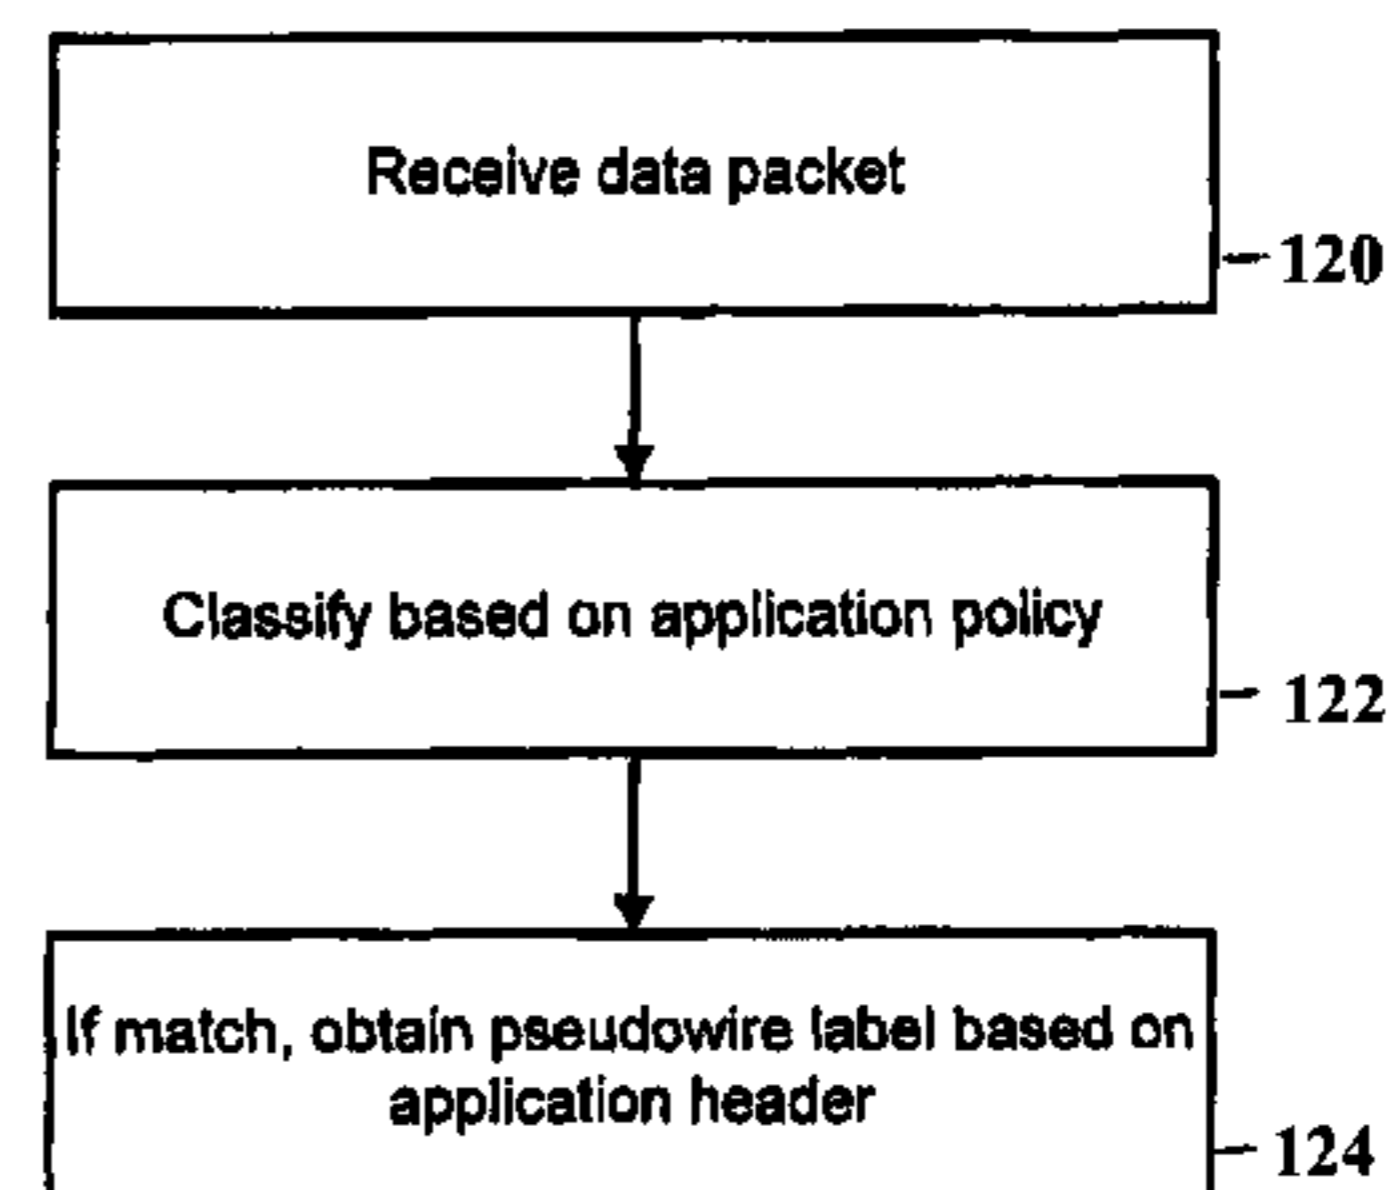 Receive data packet
120
Classify based on application policy
122
If match, obtain pseudowire label based on
application header
124